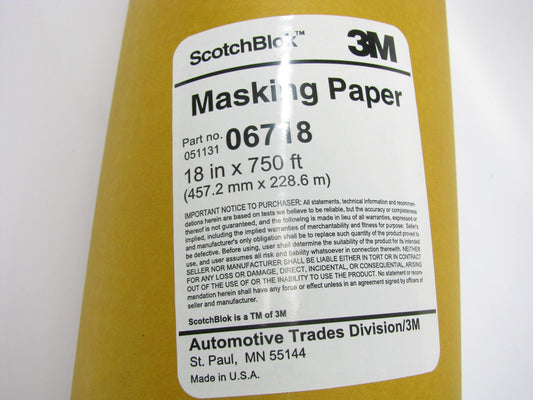 ScotchBlok™ 3M
Masking Paper
Part no. 06718
051131
18 in x 750 ft
(457.2 mm x 228.6 m)
IMPORTANT NOTICE TO PURCHASER: All statements, technical information and recommen-
dations herein are based on tests we believe to be reliable, but the accuracy or completeness
thereof is not guaranteed, and the following is made in lieu of all warranties, expressed or
implied, including the implied warranties of merchantability and fitness for purpose: Seller's
and manufacturer's only obligation shall be to replace such quantity of the product proved to
be defective. Before using, user shall determine the suitability of the product for its intended
use, and user assumes all risk and liability whatsoever in connection therewith. NEITHER
SELLER NOR MANUFACTURER SHALL BE LIABLE EITHER IN TORT OR IN CONTRACT
FOR ANY LOSS OR DAMAGE, DIRECT, INCIDENTAL, OR CONSEQUENTIAL, ARISING
OUT OF THE USE OF OR THE INABILITY TO USE THE PRODUCT. No statement or recom-
mendation herein shall have any force or effect unless in an agreement signed by officers of
seller and manufacturer.
ScotchBlok is a TM of 3M
Automotive Trades Division/3M
St. Paul, MN 55144
Made in U.S.A.